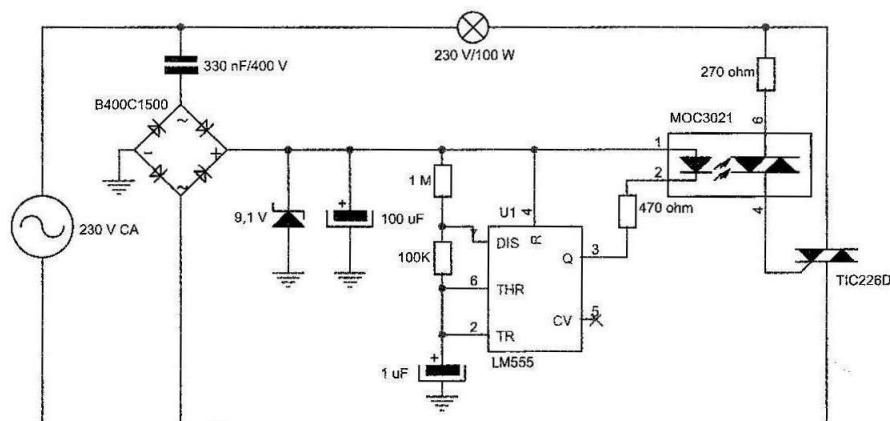 330 nF/400 V
230 V/100 W
270 ohm
B400C1500
MOC3021
6
~
1
-
+
2
~
1 M
U1
4
470 ohm
4
230 V CA
9,1 V
+
100 uF
R
DIS
Q
3
100K
6
THR
TIC226D
5
CV
2
TR
LM555
+
1 uF